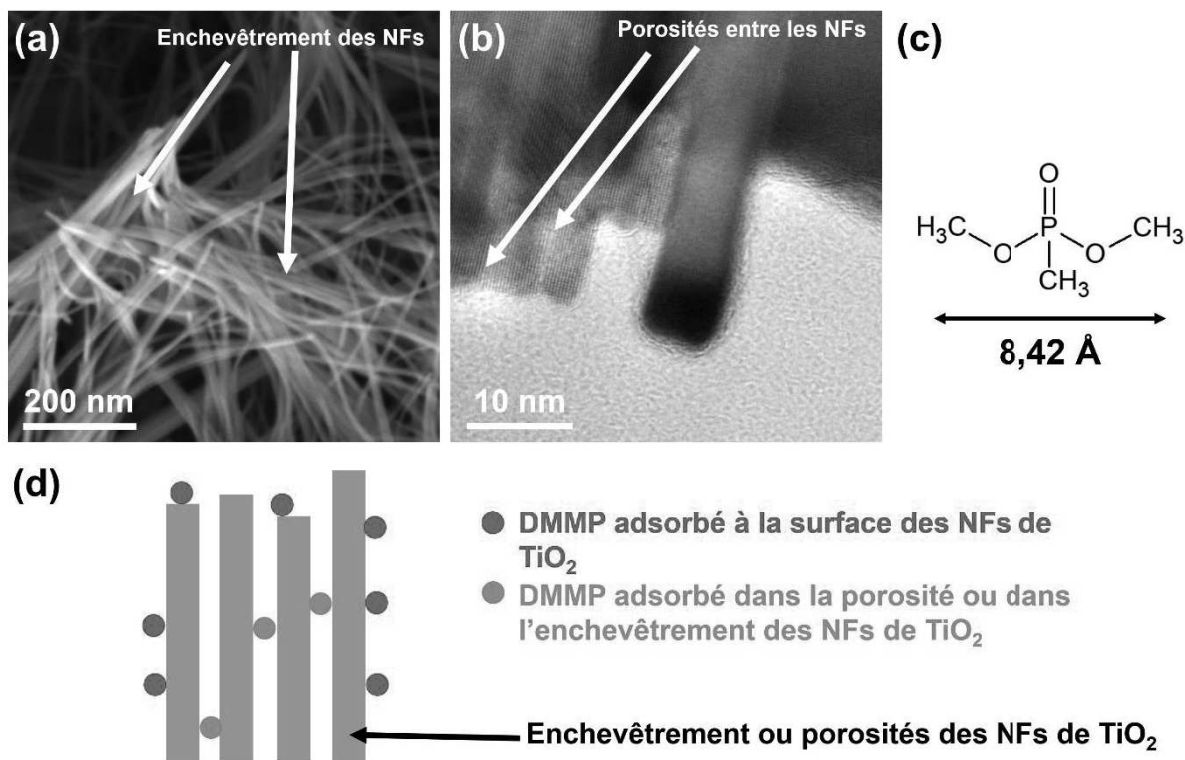 (a)
Enchevêtrement des NFs
200 nm
(b)
Porosités entre les NFs
10 nm
(c)
O
H₃C
P
CH₃
O
O
CH₃
8,42 Å
(d)
DMMP adsorbé à la surface des NFs de
TiO₂
DMMP adsorbé dans la porosité ou dans
l'enchevêtrement des NFs de TiO₂
Enchevêtrement ou porosités des NFs de TiO₂